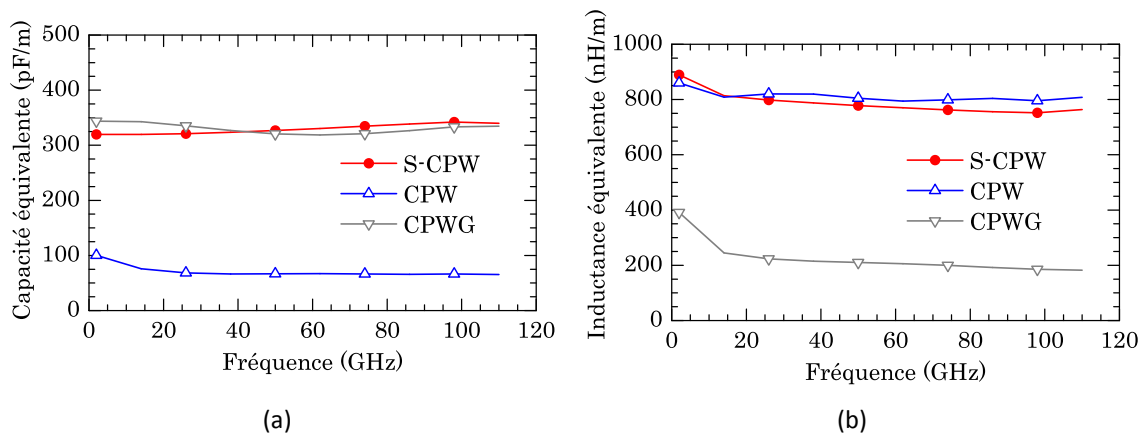 Capacité équivalente (pF/m)
500
400
300
200
100
0
S-CPW
CPW
CPWG
0 20 40 60 80 100 120
Fréquence (GHz)
(a)
Inductance équivalente (nH/m)
1000
800
600
400
200
0
S-CPW
CPW
CPWG
0 20 40 60 80 100 120
Fréquence (GHz)
(b)